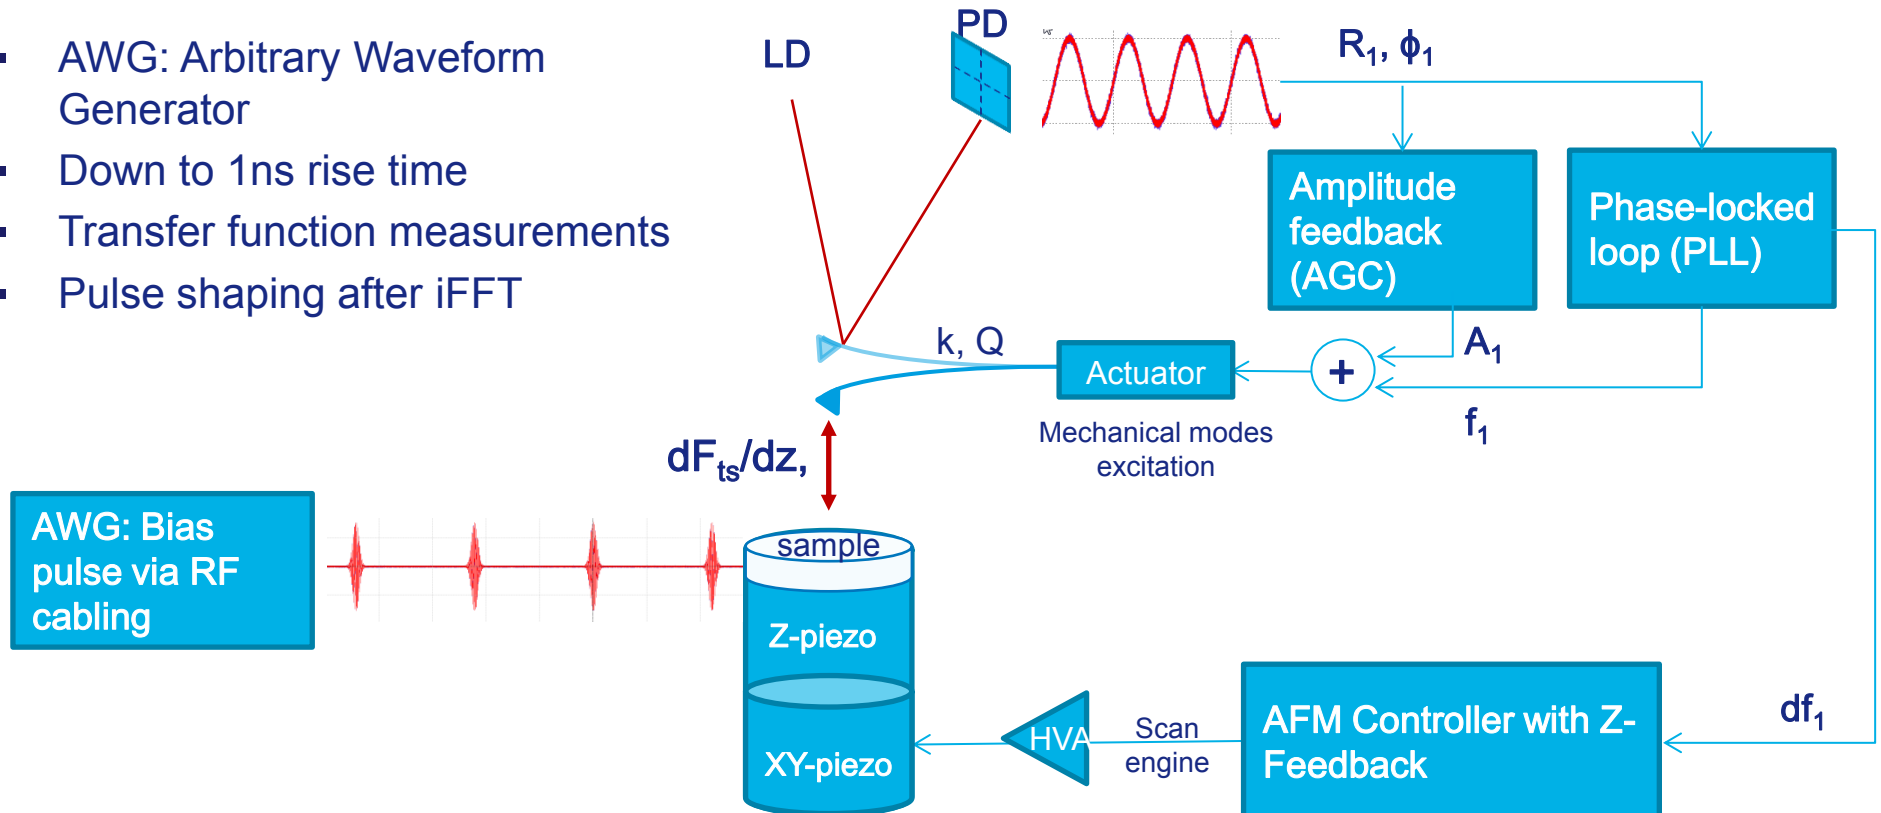 AWG: Arbitrary Waveform
Generator
Down to 1ns rise time
Transfer function measurements
Pulse shaping after iFFT
LD
PD
R₁, ϕ₁
Amplitude
feedback
(AGC)
Phase-locked
loop (PLL)
k, Q
Actuator
+
A₁
f₁
Mechanical modes
excitation
dFₜₛ/dz,
AWG: Bias
pulse via RF
cabling
sample
Z-piezo
XY-piezo
HVA
Scan
engine
AFM Controller with Z-
Feedback
df₁